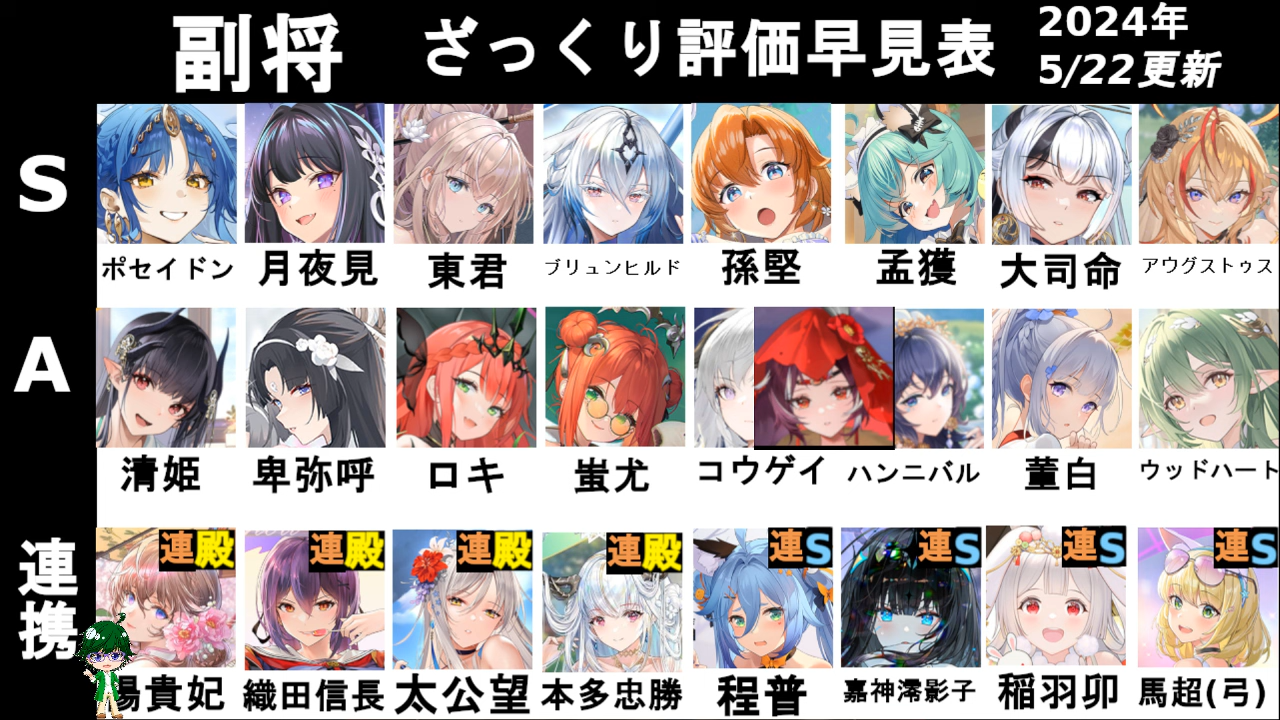 副将 ざっくり評価早見表 2024年
5/22更新
S
ポセイドン 月夜見 東君 ブリュンヒルド 孫堅 孟獲 大司命 アウグストゥス
A
清姫 卑弥呼 ロキ 蚩尤 コウゲイ ハンニバル 董白 ウッドハート
連携
連殿 連殿 連殿 連殿 連S 連S 連S 連S
楊貴妃 織田信長 太公望 本多忠勝 程普 嘉神澪影子 稲羽卯 馬超(弓)